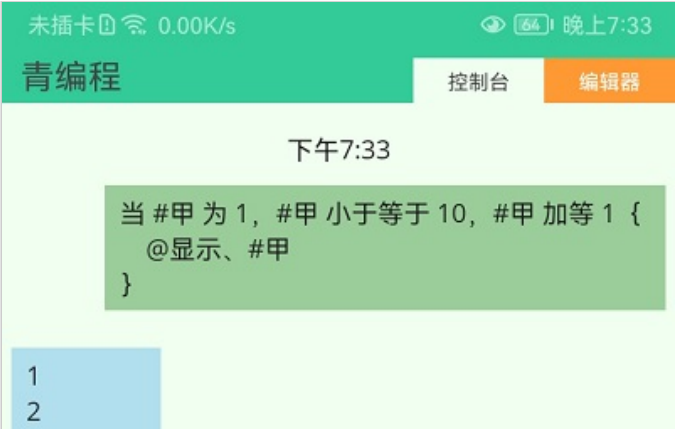 未插卡 0.00K/s 64 晚上7:33
青编程 控制台 编辑器
下午7:33
当 #甲 为 1，#甲 小于等于 10，#甲 加等 1 {
@显示、#甲
}
1
2